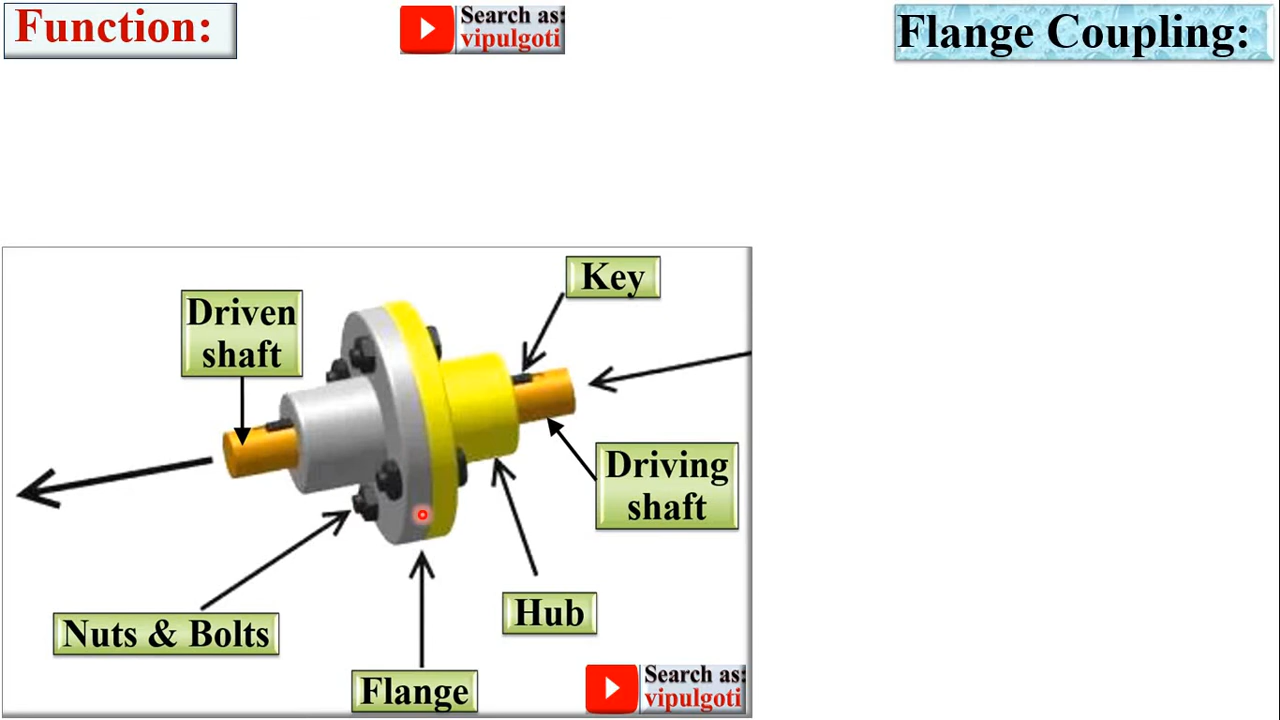 Function:
Search as:
vipulgoti
Flange Coupling:
Key
Driven
shaft
Driving
shaft
Hub
Nuts & Bolts
Flange
Search as:
vipulgoti